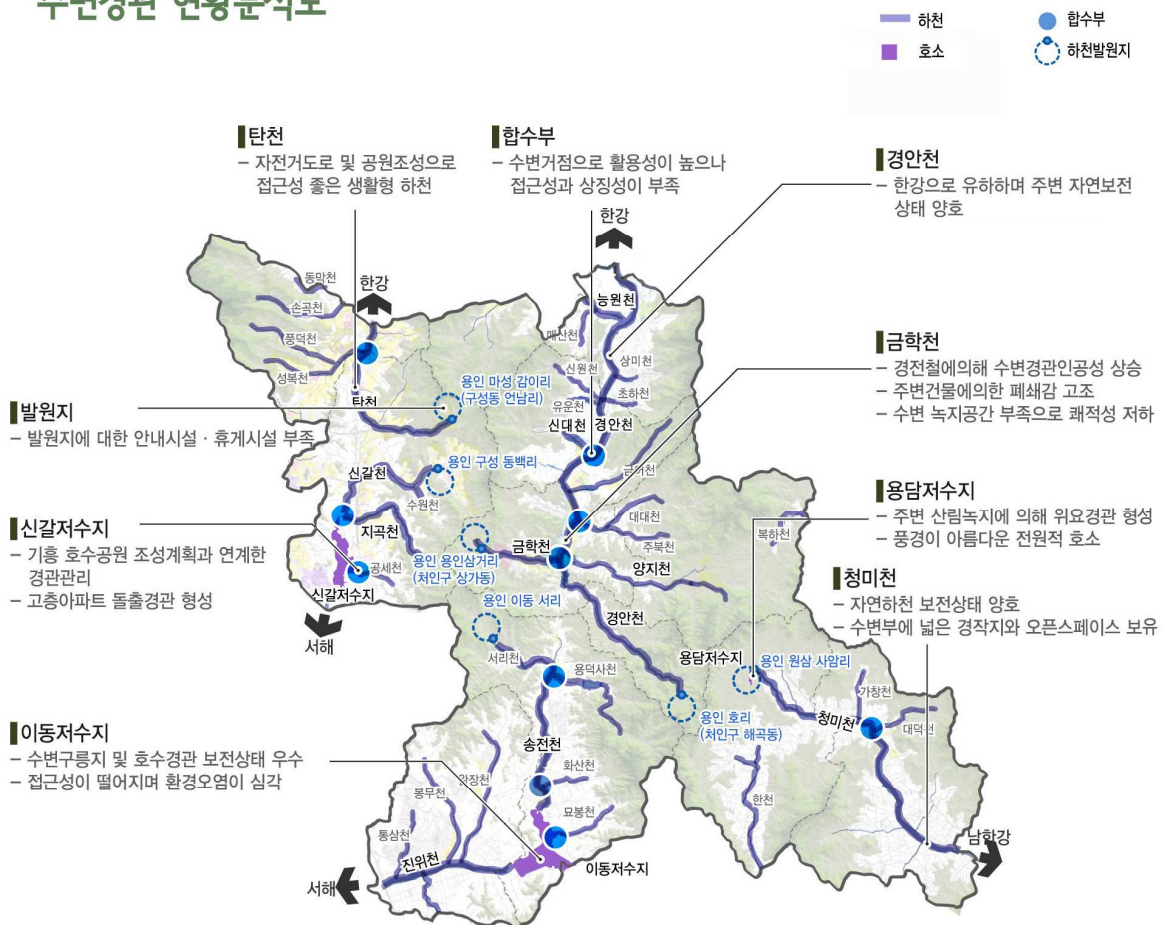 수변경관 현황분석도
하천
합수부
호소
하천발원지
탄천
- 자전거도로 및 공원조성으로
접근성 좋은 생활형 하천
합수부
- 수변거점으로 활용성이 높으나
접근성과 상징성이 부족
경안천
- 한강으로 유하하며 주변 자연보전
상태 양호
한강
한강
동막천
손곡천
풍덕천
성복천
탄천
능원천
매산천
상미천
신원천
초하천
유운천
신대천
경안천
용인 마성 감이리
(구성동 언남리)
금학천
- 경전철에의해 수변경관인공성 상승
- 주변건물에의한 폐쇄감 고조
- 수변 녹지공간 부족으로 쾌적성 저하
발원지
- 발원지에 대한 안내시설 · 휴게시설 부족
용인 구성 동백리
신갈천
수원천
금어천
대대천
주북천
복하천
용담저수지
- 주변 산림녹지에 의해 위요경관 형성
- 풍경이 아름다운 전원적 호소
신갈저수지
- 기흥 호수공원 조성계획과 연계한
경관관리
- 고층아파트 돌출경관 형성
지곡천
공세천
신갈저수지
서해
금학천
용인 용인삼거리
(처인구 상가동)
양지천
용인 이동 서리
경안천
청미천
- 자연하천 보전상태 양호
- 수변부에 넓은 경작지와 오픈스페이스 보유
서리천
용덕사천
용담저수지
용인 원삼 사암리
가창천
청미천
대덕천
용인 호리
(처인구 해곡동)
이동저수지
- 수변구릉지 및 호수경관 보전상태 우수
- 접근성이 떨어지며 환경오염이 심각
송전천
화산천
완장천
봉무천
묘봉천
한천
통삼천
진위천
이동저수지
남한강
서해